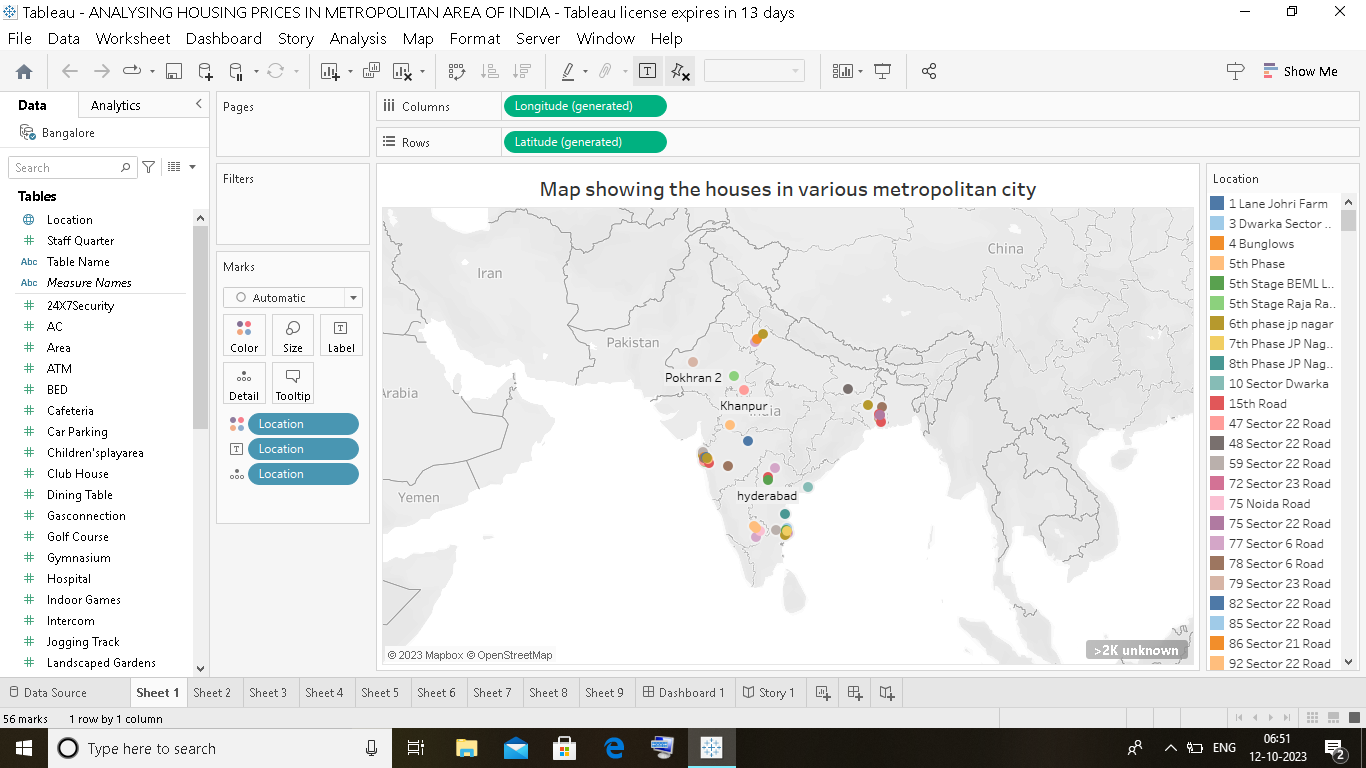 Tableau - ANALYSING HOUSING PRICES IN METROPOLITAN AREA OF INDIA - Tableau license expires in 13 days
File Data Worksheet Dashboard Story Analysis Map Format Server Window Help
Show Me
Data Analytics
Bangalore
Search
Tables
Location
Staff Quarter
Abc Table Name
Abc Measure Names
24X7Security
AC
Area
ATM
BED
Cafeteria
Car Parking
Children'splayarea
Club House
Dining Table
Gasconnection
Golf Course
Gymnasium
Hospital
Indoor Games
Intercom
Jogging Track
Landscaped Gardens
Pages
Filters
Marks
Automatic
Color Size Label
Detail Tooltip
Location
Location
Location
Columns Longitude (generated)
Rows Latitude (generated)
Map showing the houses in various metropolitan city
China
Iran
Pakistan
Pokhran 2
Arabia
Khanpur
India
Yemen
hyderabad
© 2023 Mapbox © OpenStreetMap
>2K unknown
Location
1 Lane Johri Farm
3 Dwarka Sector ..
4 Bunglows
5th Phase
5th Stage BEML L..
5th Stage Raja Ra..
6th phase jp nagar
7th Phase JP Nag..
8th Phase JP Nag..
10 Sector Dwarka
15th Road
47 Sector 22 Road
48 Sector 22 Road
59 Sector 22 Road
72 Sector 23 Road
75 Noida Road
75 Sector 22 Road
77 Sector 6 Road
78 Sector 6 Road
79 Sector 23 Road
82 Sector 22 Road
85 Sector 22 Road
86 Sector 21 Road
92 Sector 22 Road
Data Source Sheet 1 Sheet 2 Sheet 3 Sheet 4 Sheet 5 Sheet 6 Sheet 7 Sheet 8 Sheet 9 Dashboard 1 Story 1
56 marks 1 row by 1 column
Type here to search
ENG
06:51
12-10-2023
2